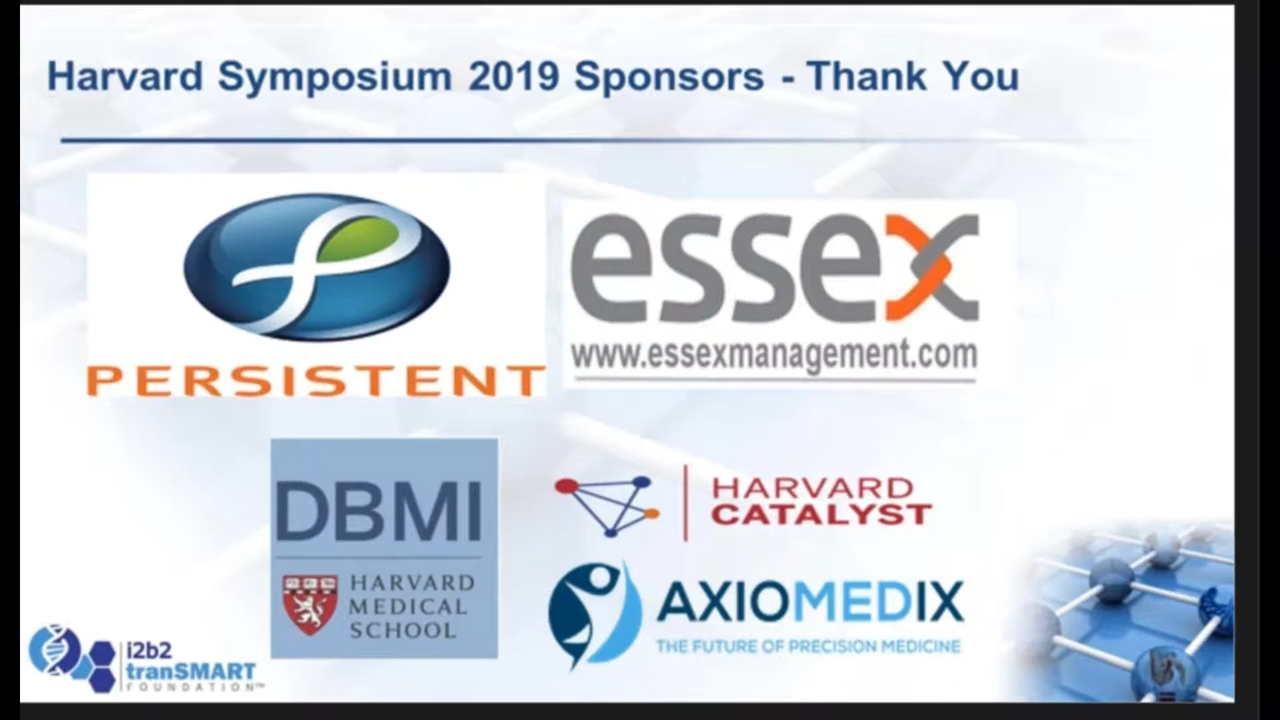 Harvard Symposium 2019 Sponsors - Thank You
PERSISTENT
essex
www.essexmanagement.com
DBMI
HARVARD
MEDICAL
SCHOOL
HARVARD
CATALYST
AXIOMEDIX
THE FUTURE OF PRECISION MEDICINE
i2b2
tranSMART
FOUNDATION™